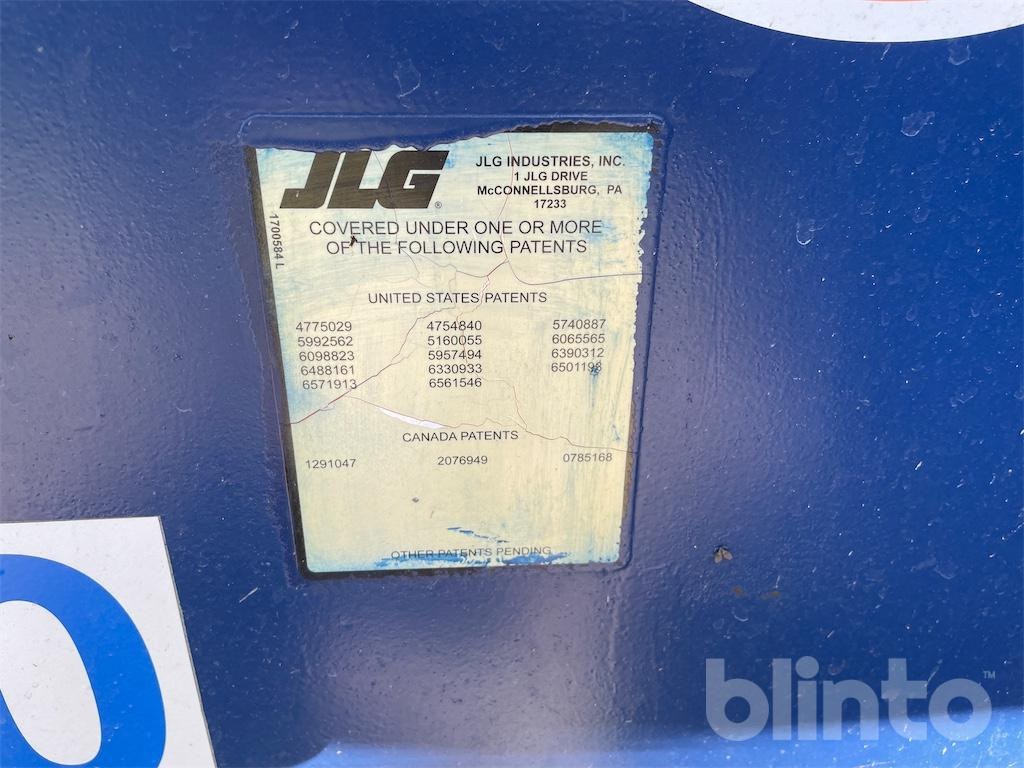 JLG®
JLG INDUSTRIES, INC.
1 JLG DRIVE
McCONNELLSBURG, PA
17233
1700584 L
COVERED UNDER ONE OR MORE
OF THE FOLLOWING PATENTS
UNITED STATES PATENTS
4775029 4754840 5740887
5992562 5160055 6065565
6098823 5957494 6390312
6488161 6330933 6501198
6571913 6561546
CANADA PATENTS
1291047 2076949 0785168
OTHER PATENTS PENDING
0
blinto™